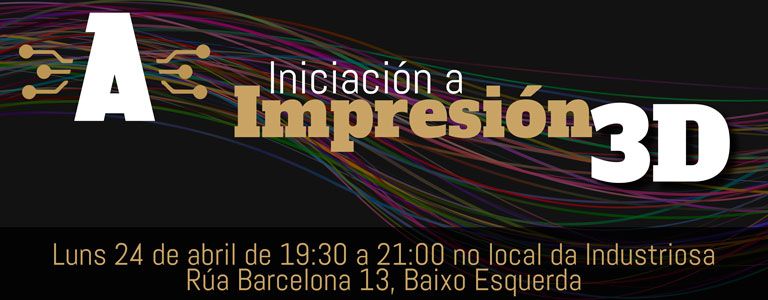 A
Iniciación a
Impresión
3D
Luns 24 de abril de 19:30 a 21:00 no local da Industriosa
Rúa Barcelona 13, Baixo Esquerda